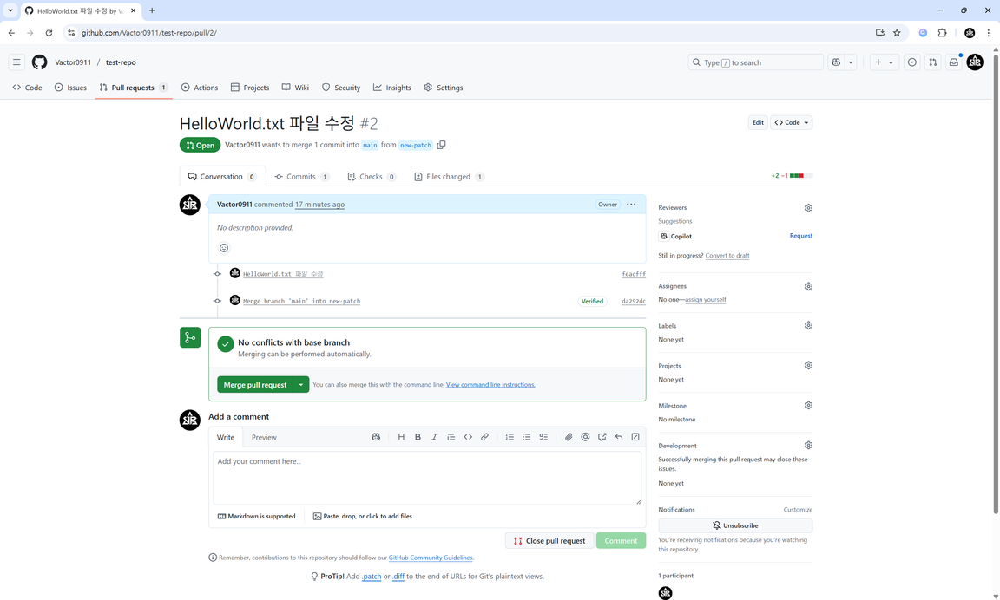 HelloWorld.txt 파일 수정 by V
github.com/Vactor0911/test-repo/pull/2/
Vactor0911 / test-repo
Type / to search
Code Issues Pull requests 1 Actions Projects Wiki Security Insights Settings
HelloWorld.txt 파일 수정 #2
Edit
Code
Open
Vactor0911 wants to merge 1 commit into main from new-patch
Conversation 0 Commits 1 Checks 0 Files changed 1
+2 −1
Vactor0911 commented 17 minutes ago
Owner
No description provided.
HelloWorld.txt 파일 수정
feacfff
Merge branch 'main' into new-patch
Verified
da292dc
No conflicts with base branch
Merging can be performed automatically.
Merge pull request
You can also merge this with the command line. View command line instructions.
Add a comment
Write Preview
Add your comment here...
Markdown is supported
Paste, drop, or click to add files
Close pull request
Comment
Remember, contributions to this repository should follow our GitHub Community Guidelines.
ProTip! Add .patch or .diff to the end of URLs for Git's plaintext views.
Reviewers
Suggestions
Copilot
Request
Still in progress? Convert to draft
Assignees
No one—assign yourself
Labels
None yet
Projects
None yet
Milestone
No milestone
Development
Successfully merging this pull request may close these
issues.
None yet
Notifications
Customize
Unsubscribe
You're receiving notifications because you're watching
this repository.
1 participant